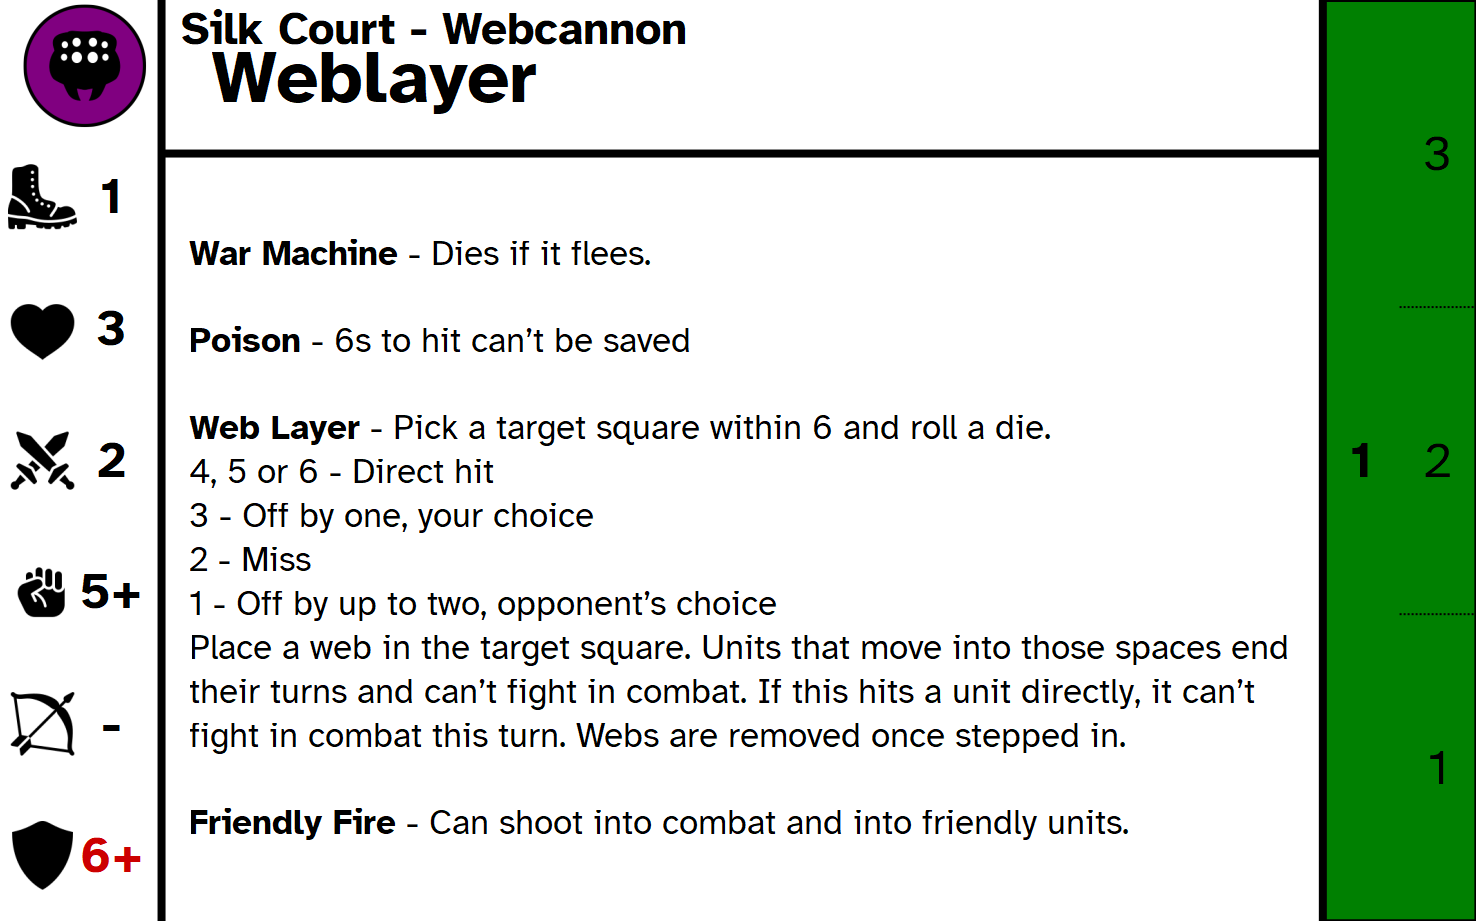 Silk Court - Webcannon
Weblayer
1
3
2
5+
-
6+
War Machine - Dies if it flees.
Poison - 6s to hit can’t be saved
Web Layer - Pick a target square within 6 and roll a die.
4, 5 or 6 - Direct hit
3 - Off by one, your choice
2 - Miss
1 - Off by up to two, opponent’s choice
Place a web in the target square. Units that move into those spaces end
their turns and can’t fight in combat. If this hits a unit directly, it can’t
fight in combat this turn. Webs are removed once stepped in.
Friendly Fire - Can shoot into combat and into friendly units.
3
1 2
1